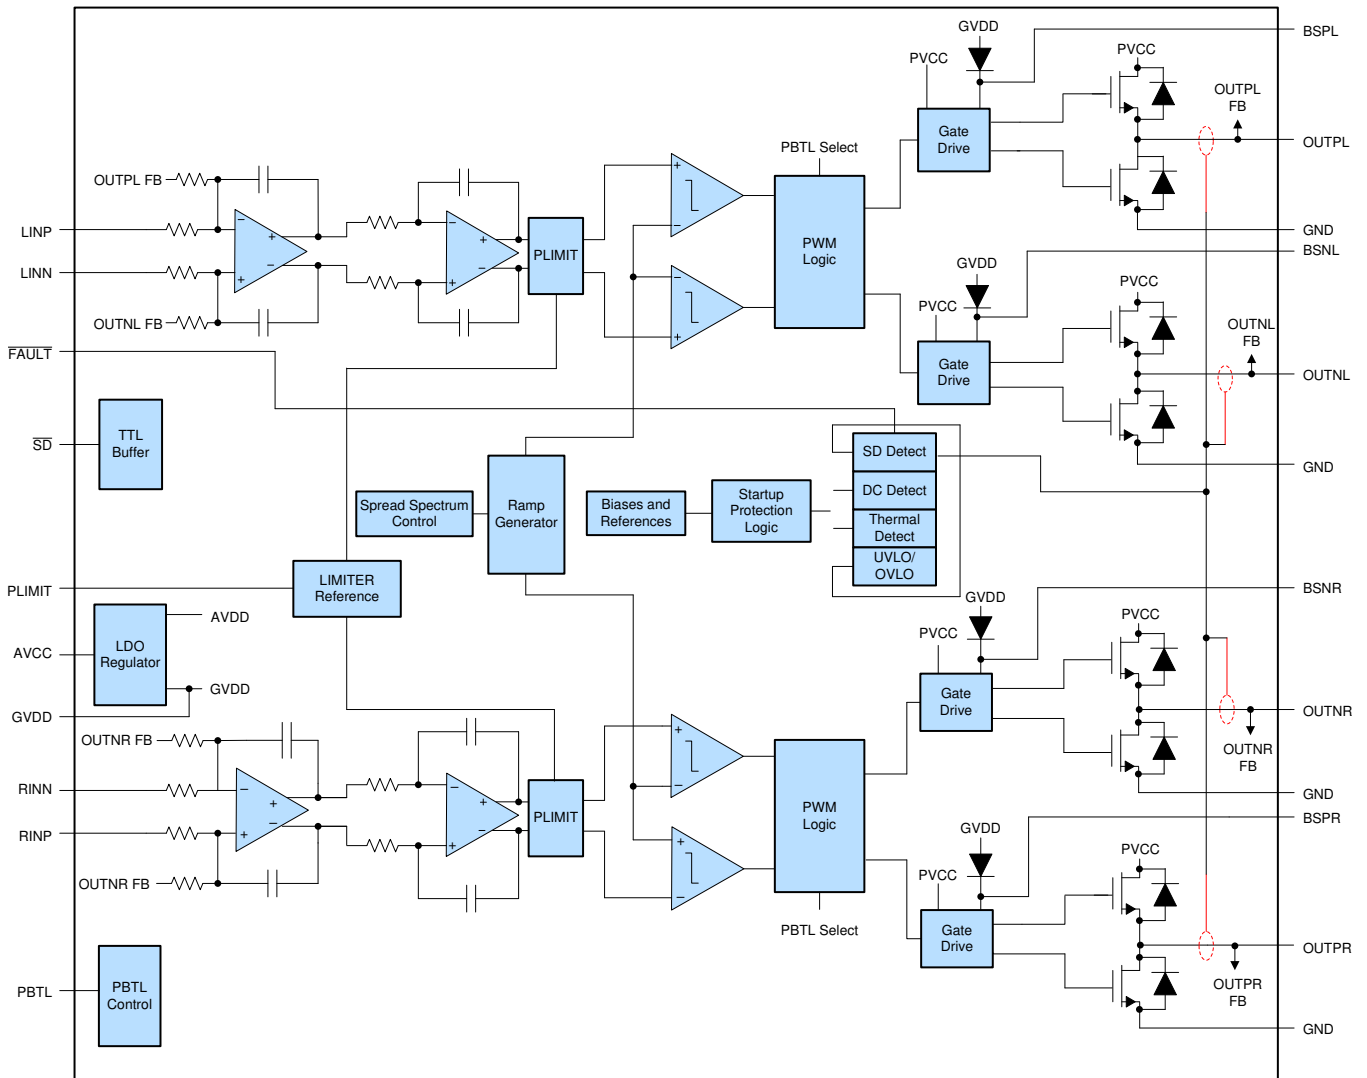 GVDD
BSPL
PVCC
PVCC
OUTPL
FB
Gate
Drive
OUTPL
PBTL Select
OUTPL FB
LINP
LINN
OUTNL FB
PLIMIT
PWM
Logic
GND
BSNL
GVDD
PVCC
PVCC
OUTNL
FB
Gate
Drive
OUTNL
FAULT
SD
TTL
Buffer
GND
SD Detect
DC Detect
Thermal
Detect
UVLO/
OVLO
Spread Spectrum
Control
Ramp
Generator
Biases and
References
Startup
Protection
Logic
PLIMIT
LIMITER
Reference
GVDD
BSNR
AVDD
AVCC
LDO
Regulator
GVDD
GVDD
PVCC
PVCC
Gate
Drive
OUTNR
OUTNR
FB
OUTNR FB
RINN
RINP
OUTNR FB
PLIMIT
PWM
Logic
GND
BSPR
GVDD
PVCC
PVCC
PBTL Select
Gate
Drive
OUTPR
OUTPR
FB
PBTL
PBTL
Control
GND